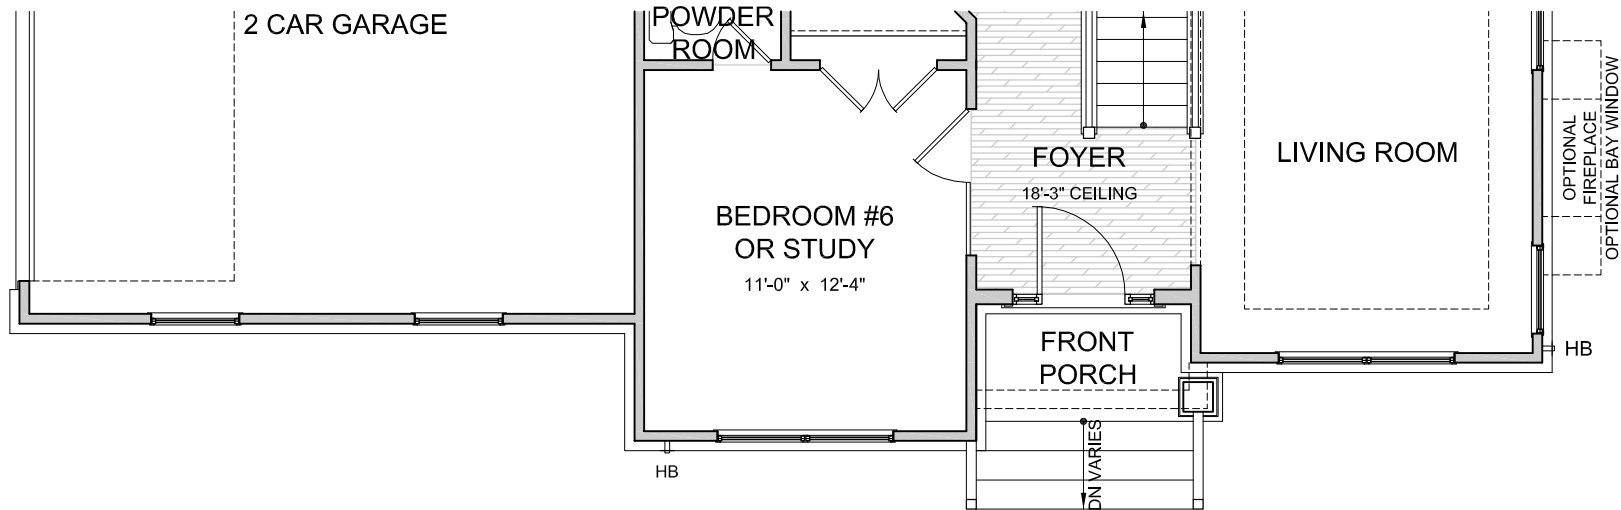 2 CAR GARAGE
POWDER
ROOM
BEDROOM #6
OR STUDY
11'-0" x 12'-4"
FOYER
18'-3" CEILING
LIVING ROOM
OPTIONAL
FIREPLACE
OPTIONAL BAY WINDOW
FRONT
PORCH
DN VARIES
HB
HB